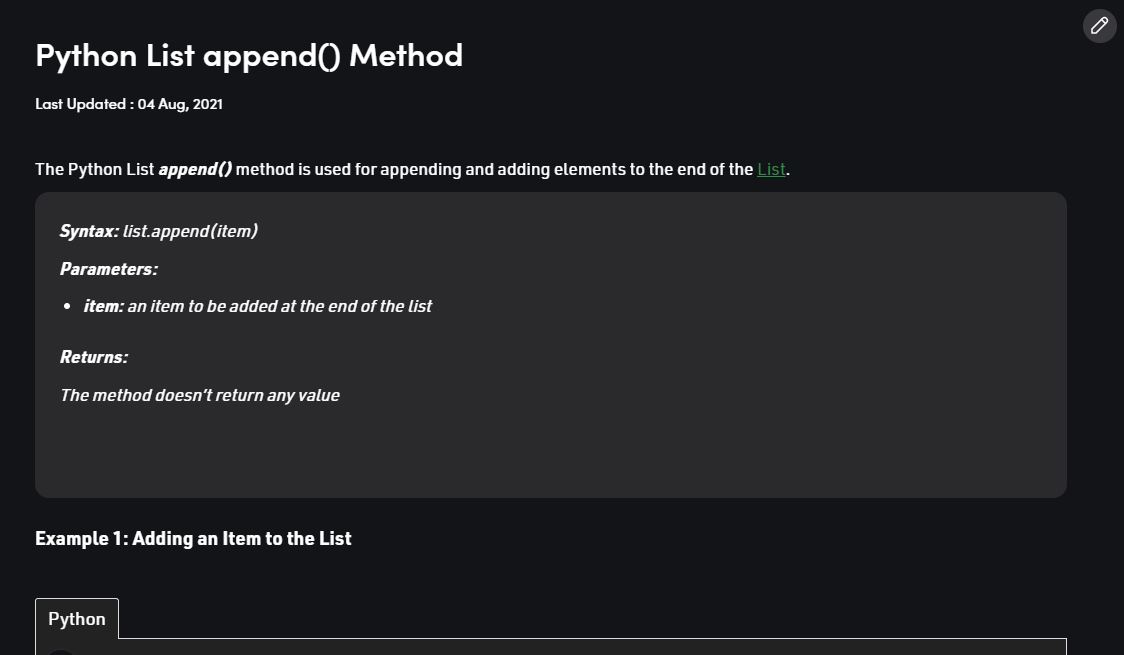 Python List append() Method
Last Updated : 04 Aug, 2021
The Python List append() method is used for appending and adding elements to the end of the List.
Syntax: list.append(item)
Parameters:
• item: an item to be added at the end of the list
Returns:
The method doesn’t return any value
Example 1: Adding an Item to the List
Python